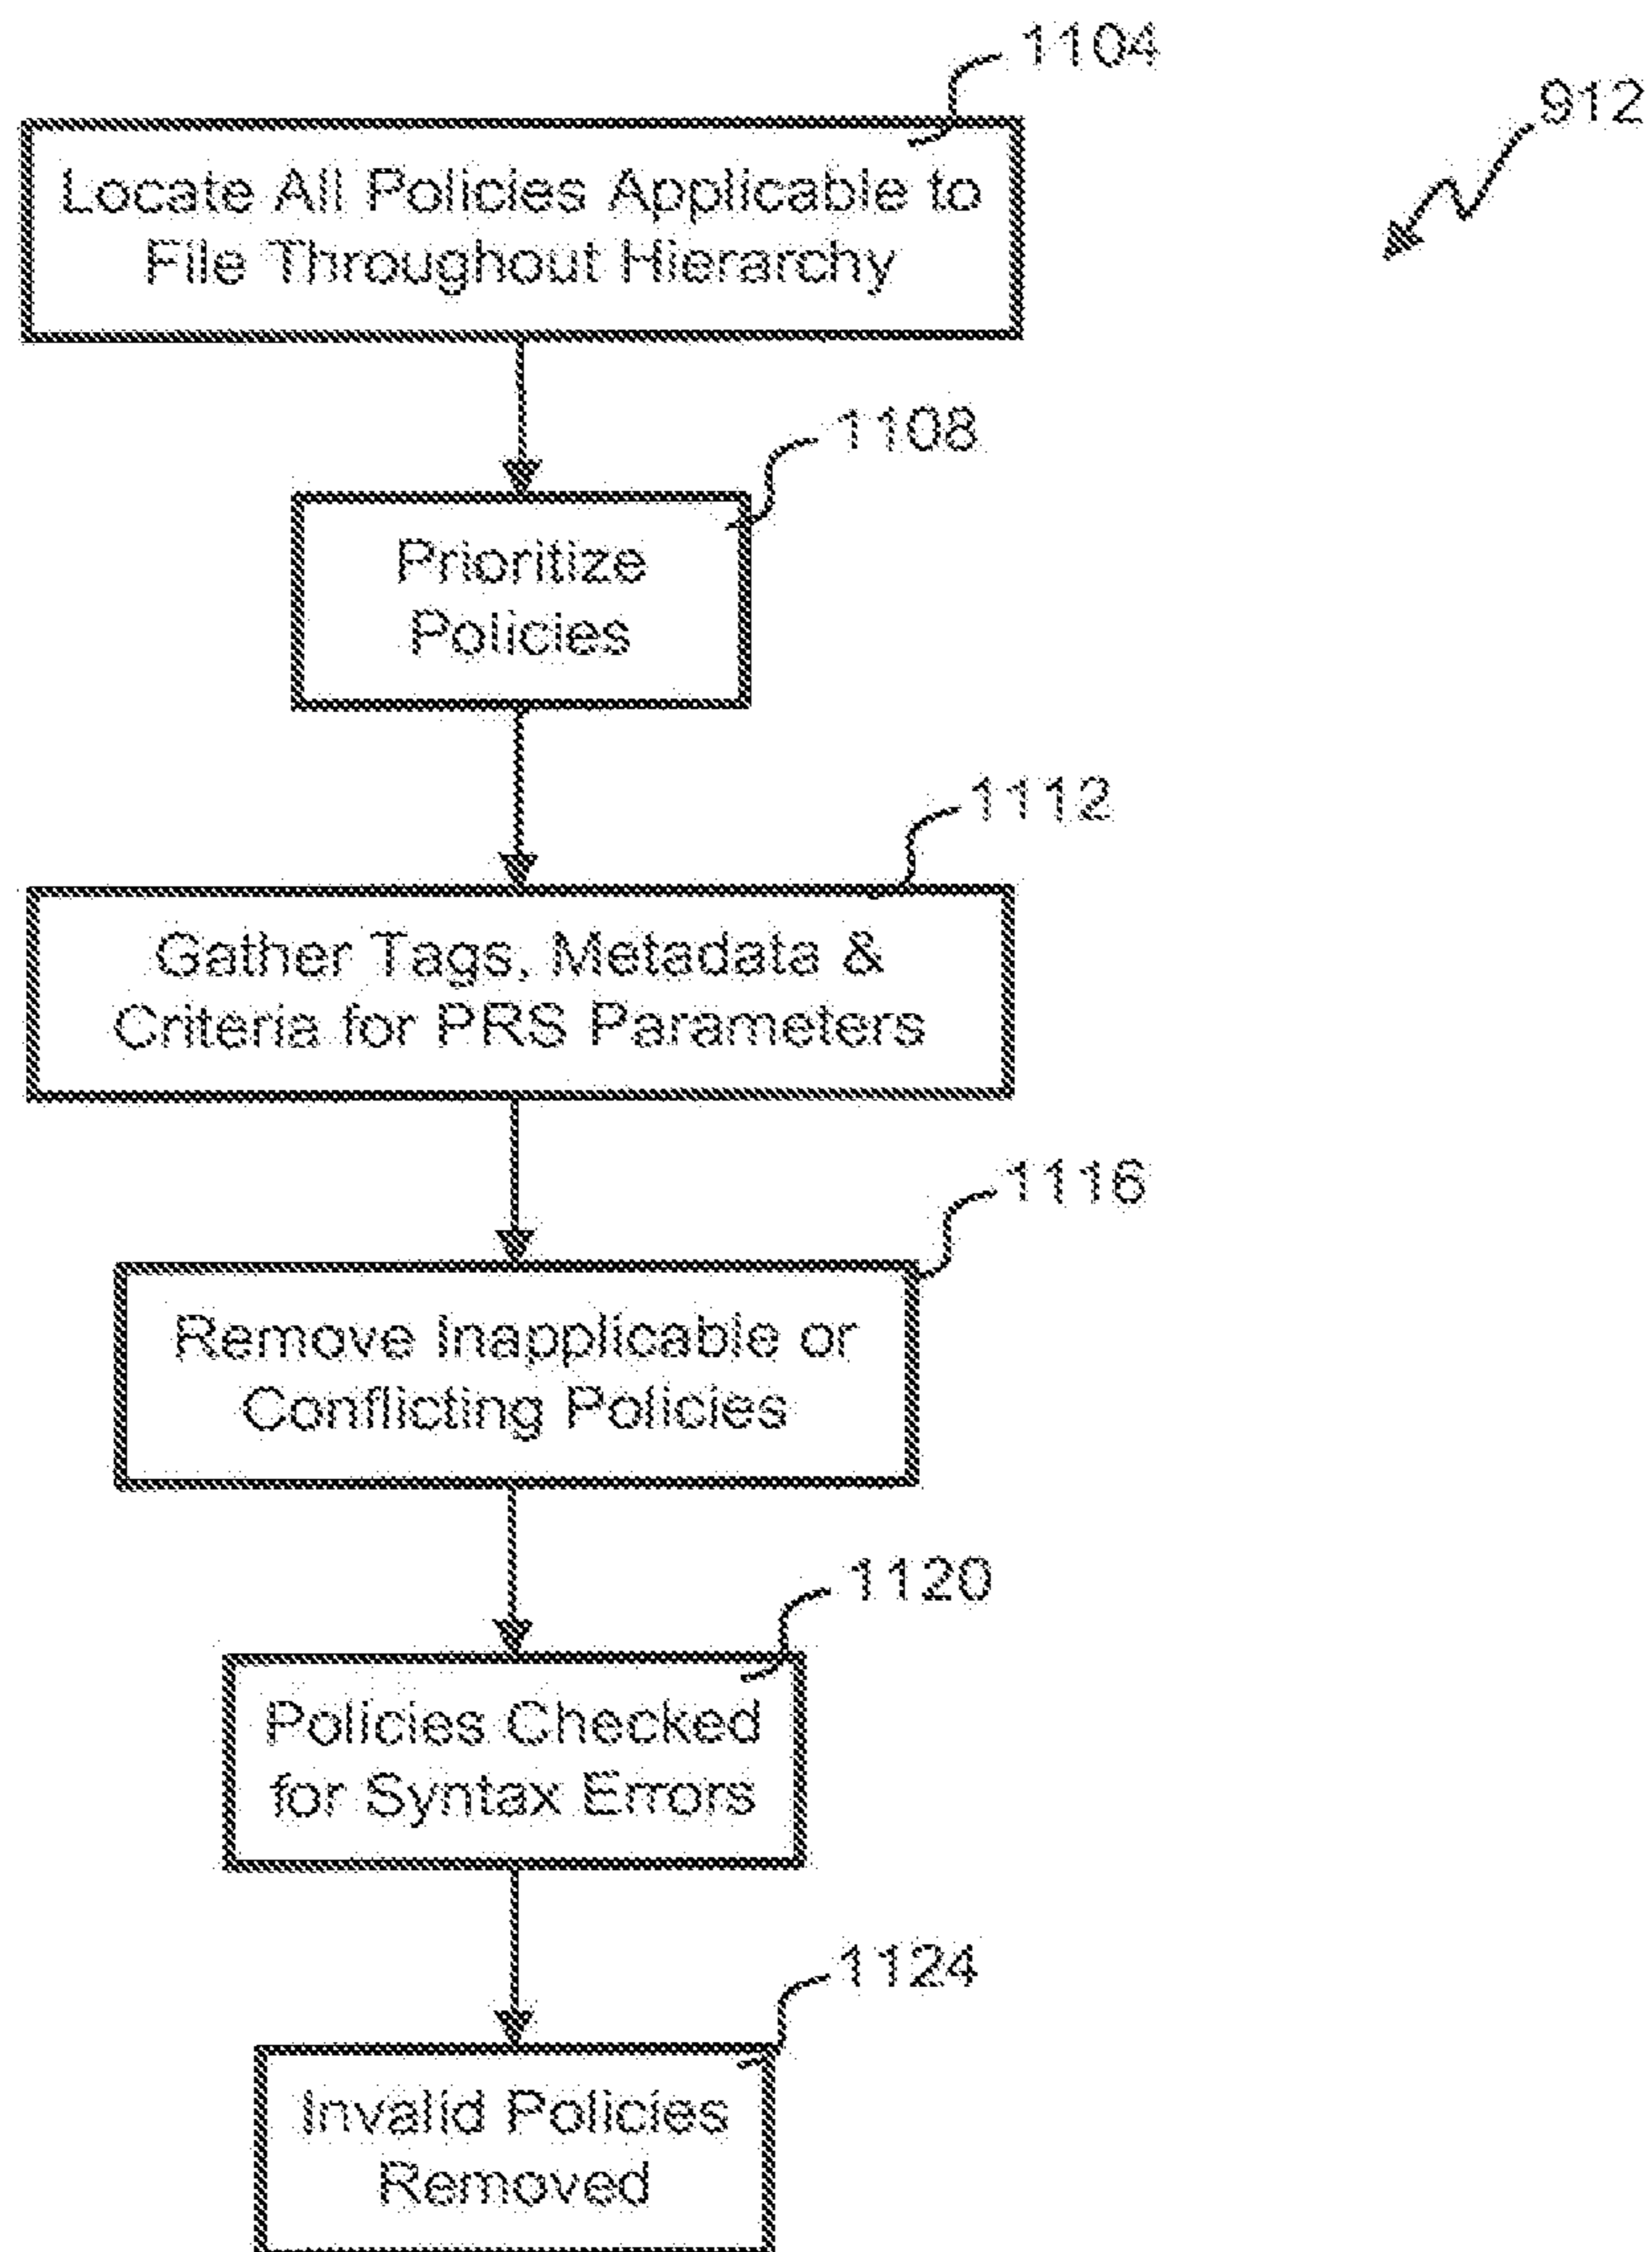 1104
912
Locate All Policies Applicable to
File Throughout Hierarchy
1108
Prioritize
Policies
1112
Gather Tags, Metadata &
Criteria for PRS Parameters
1116
Remove Inapplicable or
Conflicting Policies
1120
Policies Checked
for Syntax Errors
1124
Invalid Policies
Removed